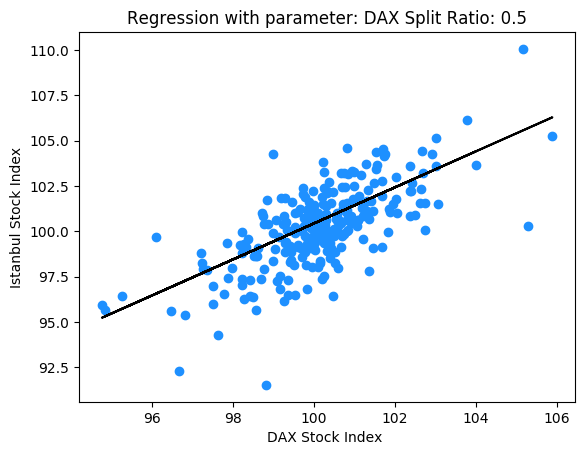 Regression with parameter: DAX Split Ratio: 0.5
110.0
107.5
105.0
102.5
100.0
97.5
95.0
92.5
Istanbul Stock Index
96 98 100 102 104 106
DAX Stock Index